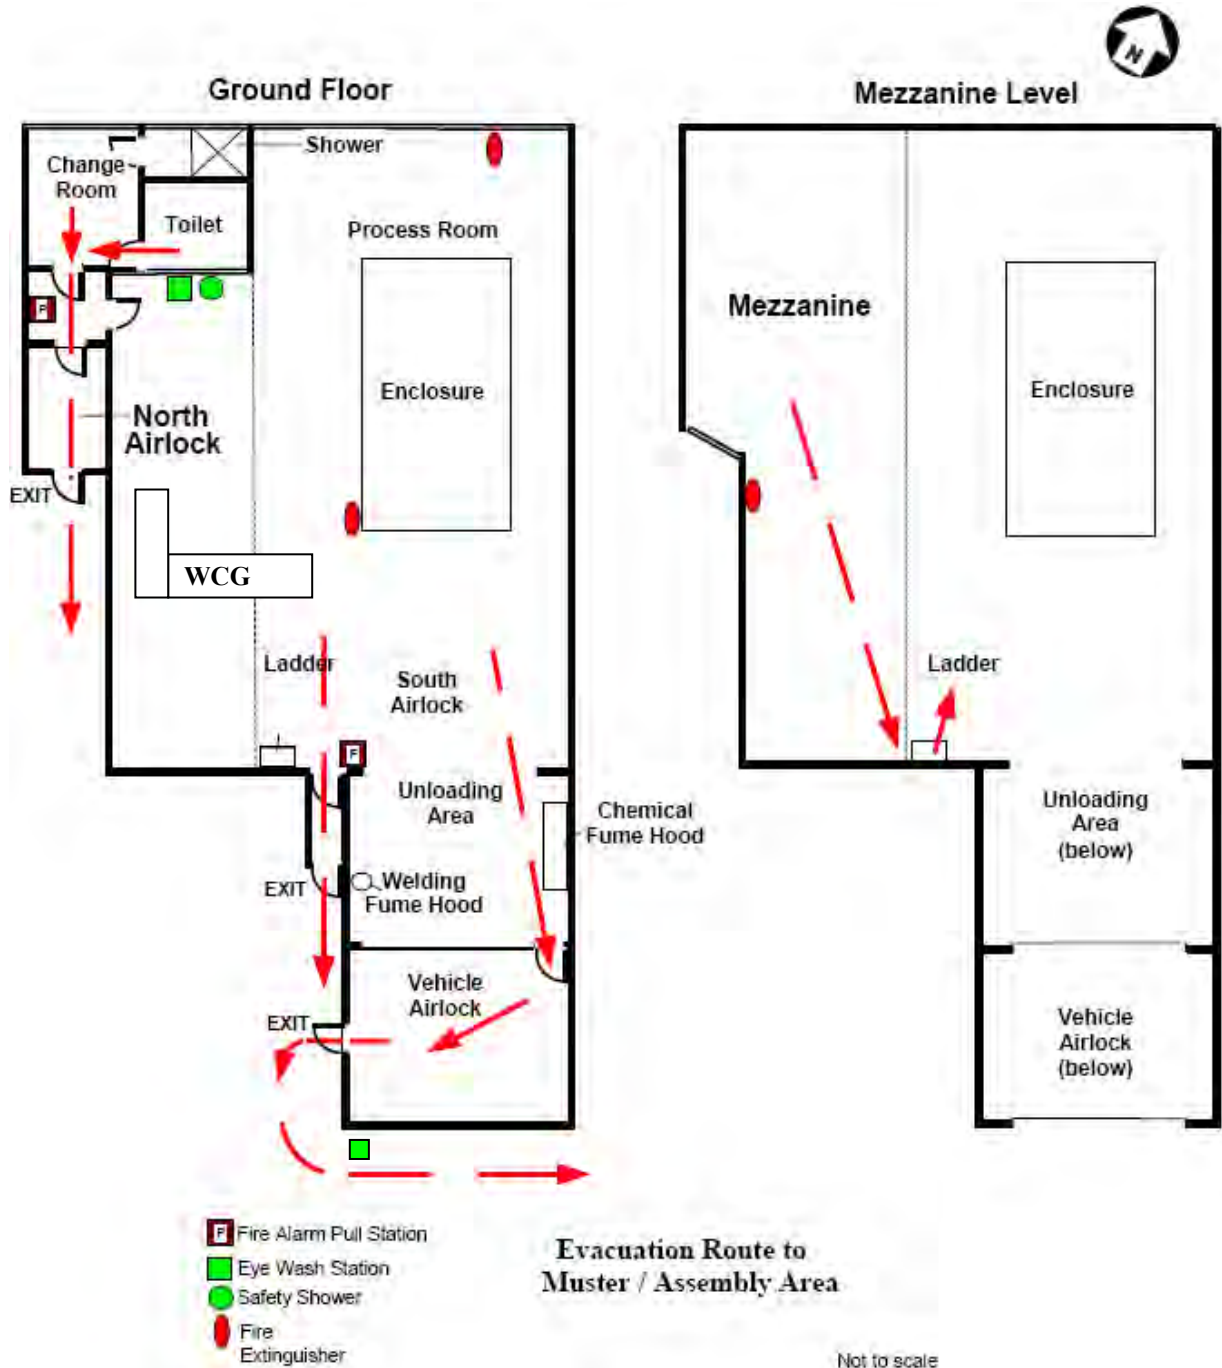 N
Ground Floor
Mezzanine Level
Shower
Change
Room
Toilet
Process Room
F
Enclosure
North
Airlock
EXIT
WCG
Ladder
South
Airlock
F
Unloading
Area
Chemical
Fume Hood
EXIT
Welding
Fume Hood
Vehicle
Airlock
EXIT
Mezzanine
Enclosure
Ladder
Unloading
Area
(below)
Vehicle
Airlock
(below)
F Fire Alarm Pull Station
Eye Wash Station
Safety Shower
Fire
Extinguisher
Evacuation Route to
Muster / Assembly Area
Not to scale